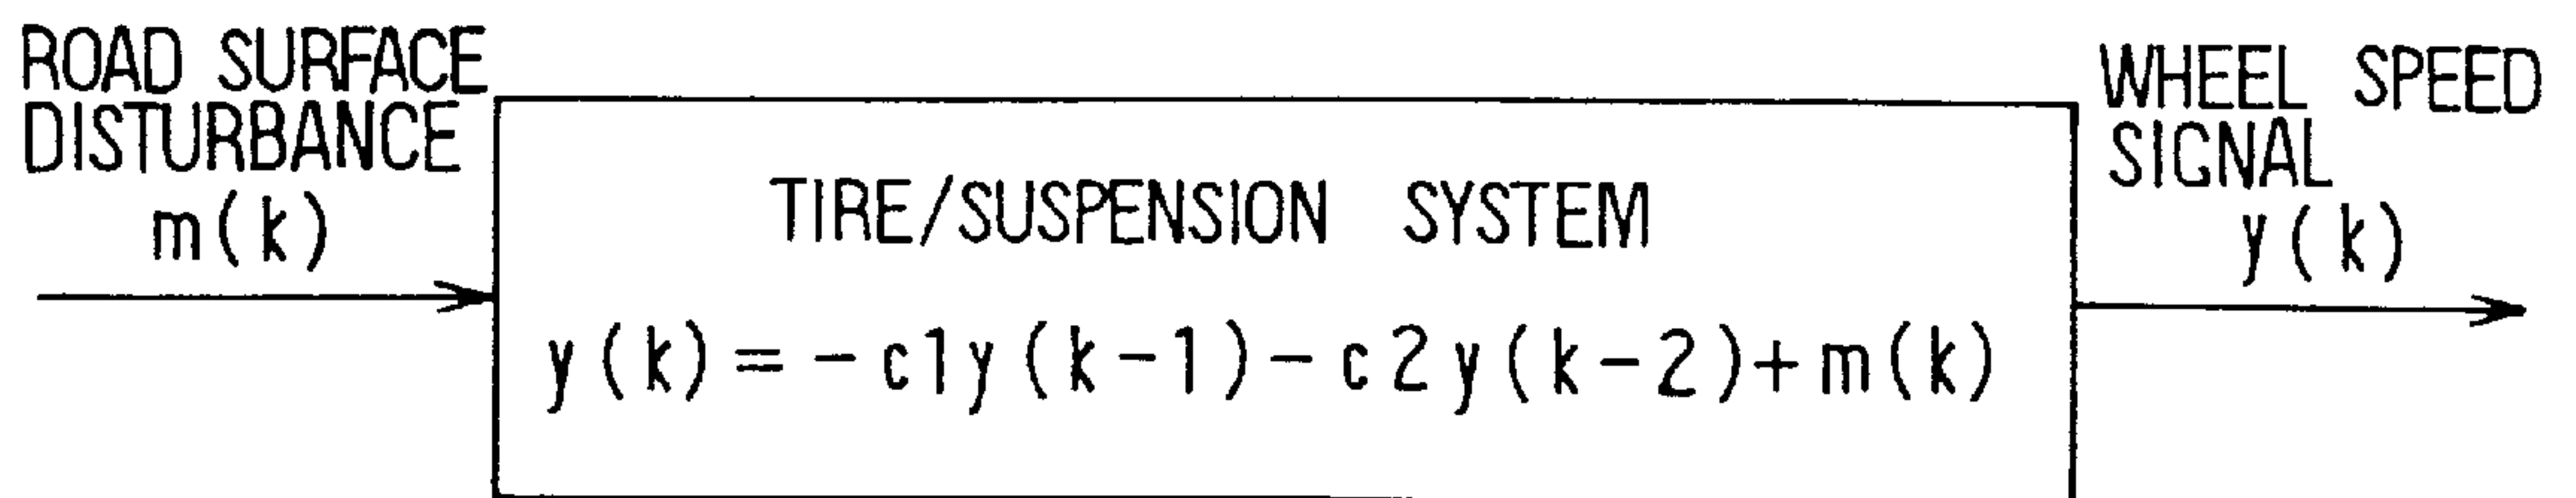 ROAD SURFACE
DISTURBANCE
m(k)
TIRE/SUSPENSION SYSTEM
y(k)=-c1y(k-1)-c2y(k-2)+m(k)
WHEEL SPEED
SIGNAL
y(k)